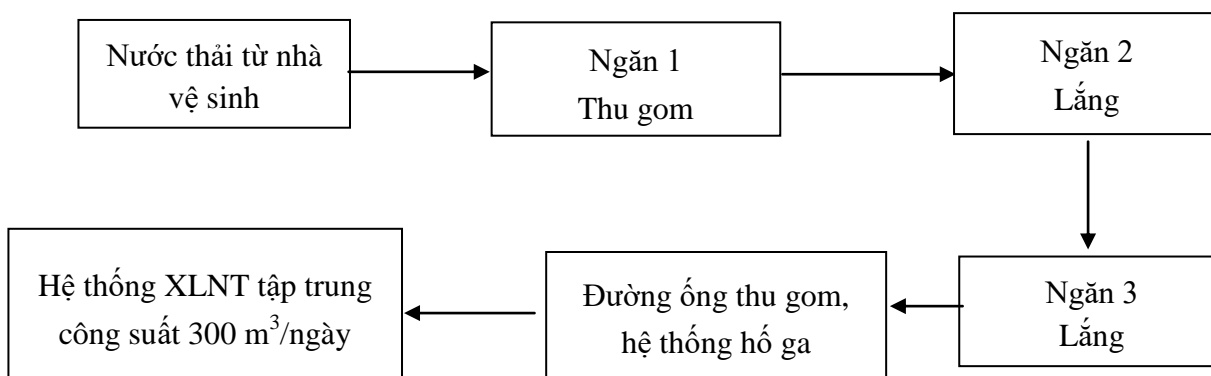 Nước thải từ nhà
vệ sinh
Ngăn 1
Thu gom
Ngăn 2
Lắng
Ngăn 3
Lắng
Đường ống thu gom,
hệ thống hố ga
Hệ thống XLNT tập trung
công suất 300 m³/ngày